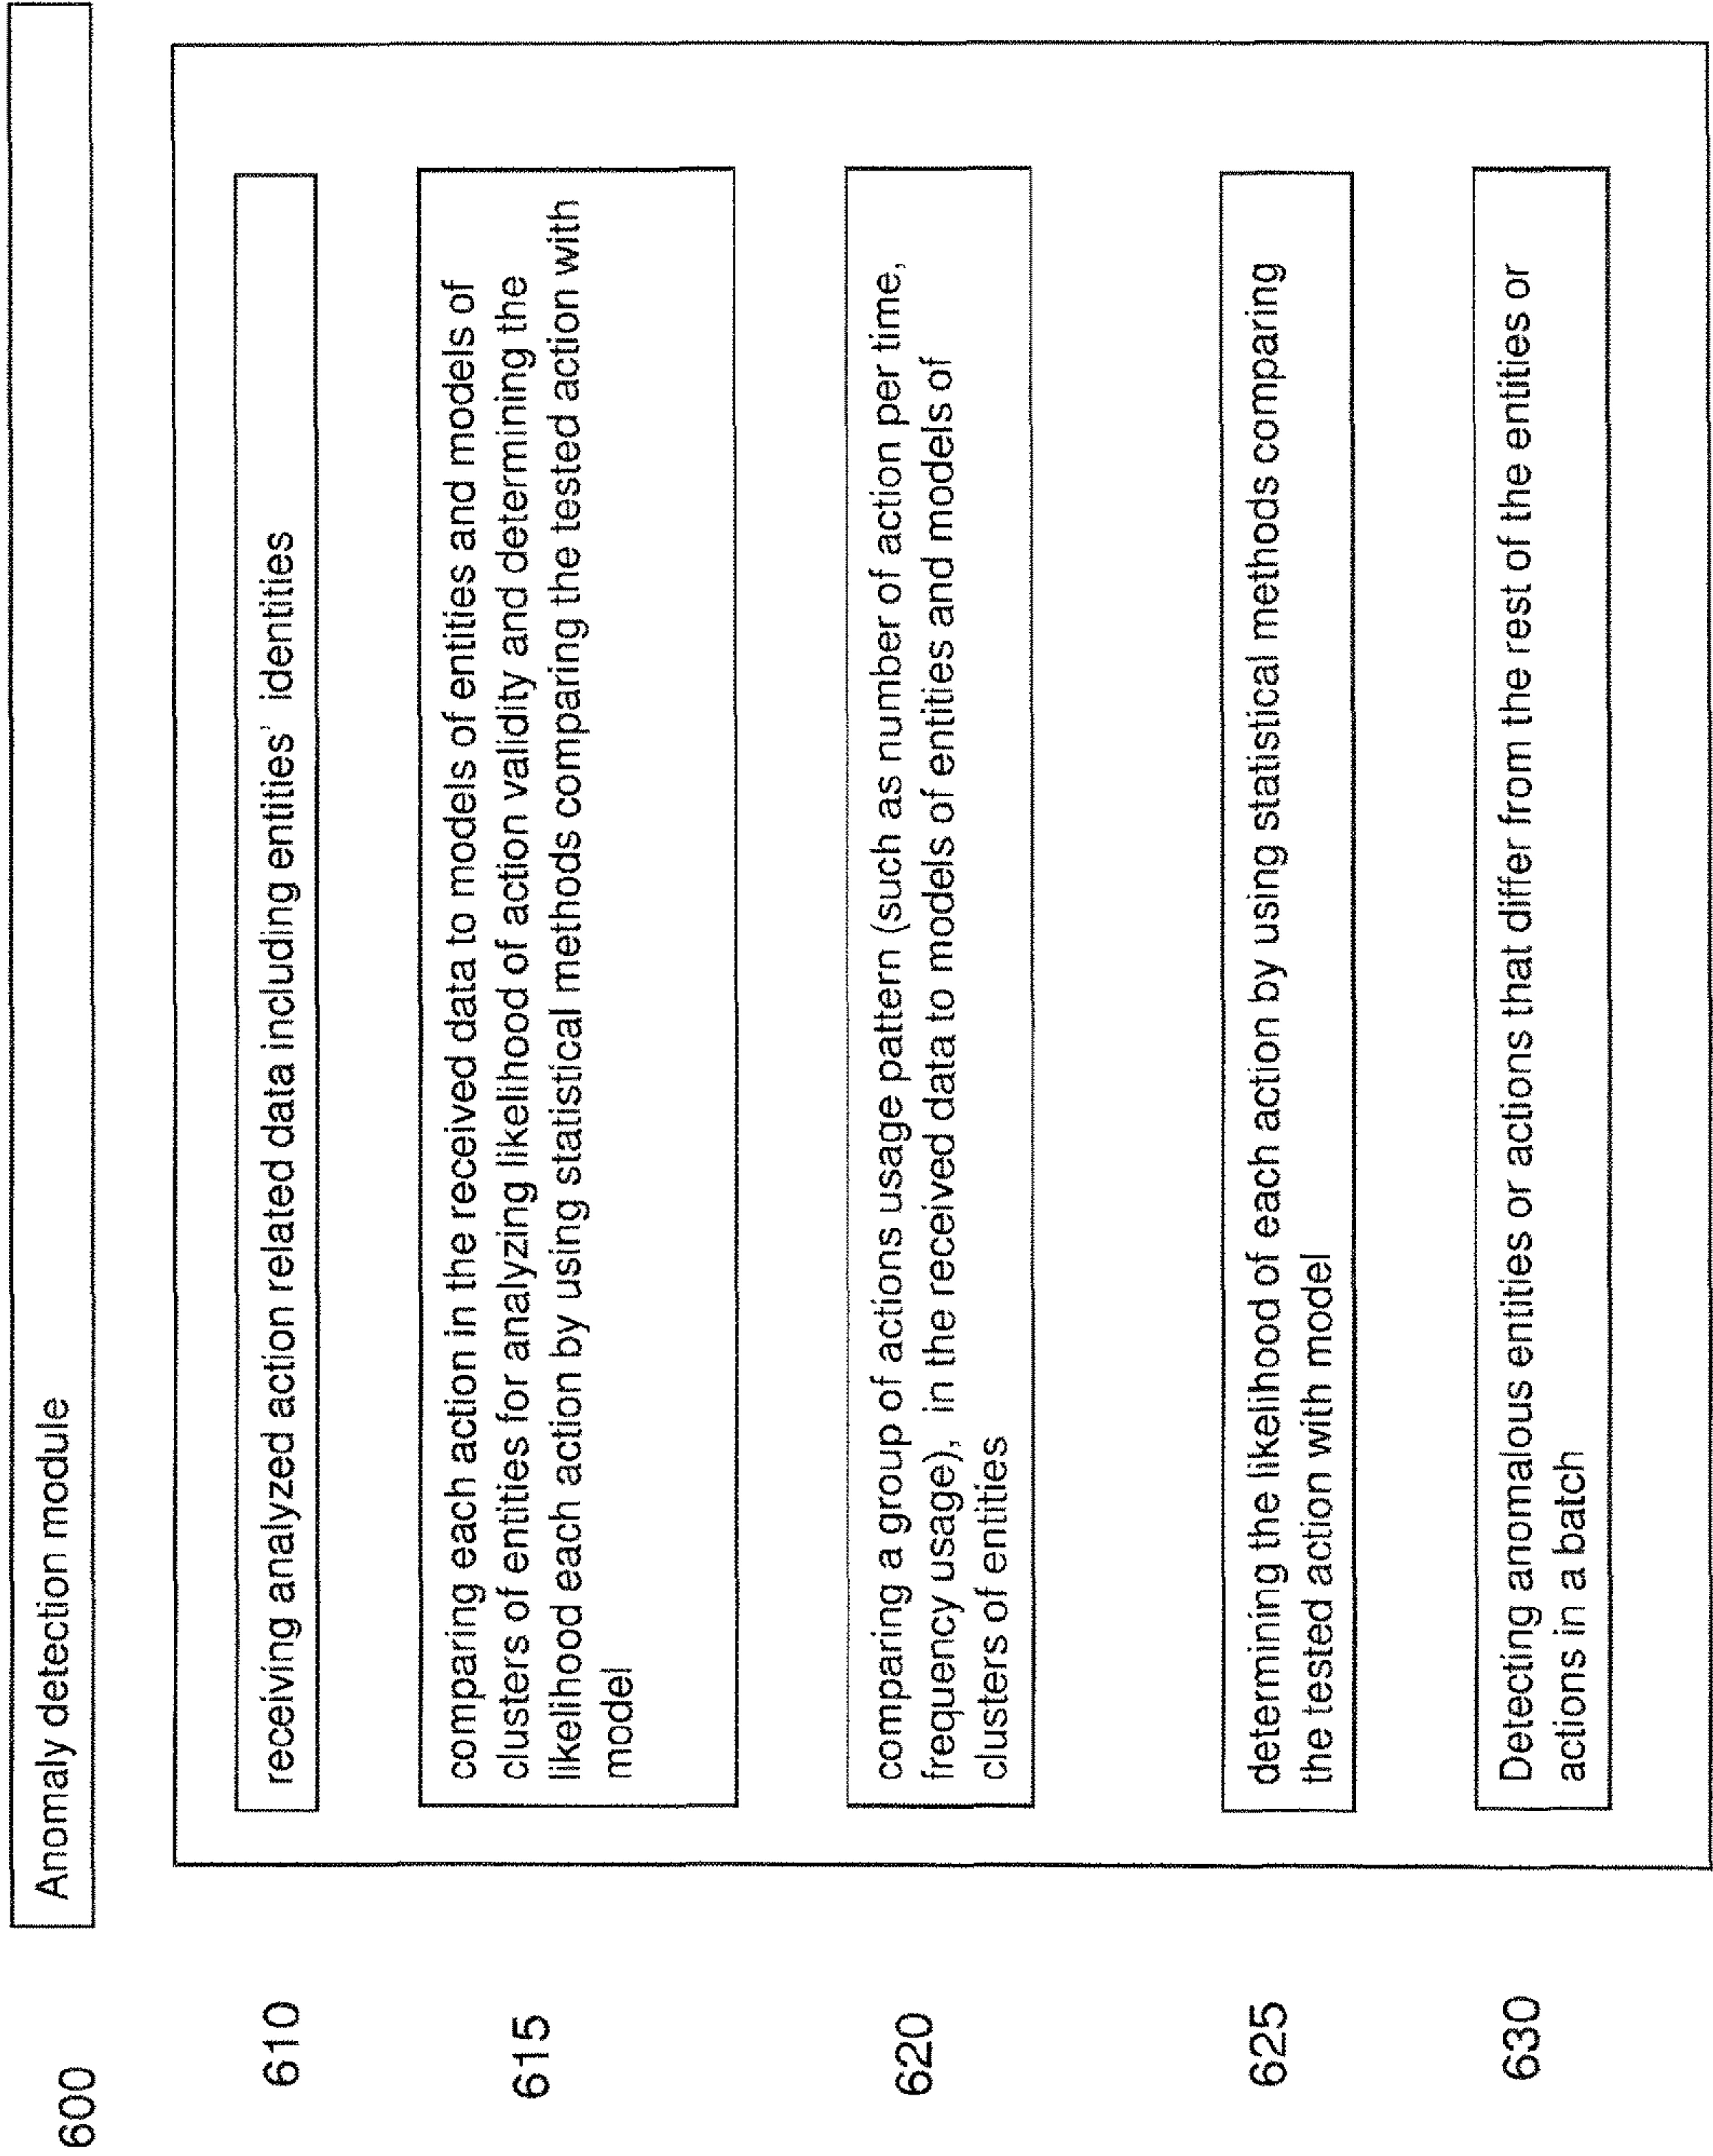 600
Anomaly detection module
610
receiving analyzed action related data including entities' identities
615
comparing each action in the received data to models of entities and models of
clusters of entities for analyzing likelihood of action validity and determining the
likelihood each action by using statistical methods comparing the tested action with
model
620
comparing a group of actions usage pattern (such as number of action per time,
frequency usage), in the received data to models of entities and models of
clusters of entities
625
determining the likelihood of each action by using statistical methods comparing
the tested action with model
630
Detecting anomalous entities or actions that differ from the rest of the entities or
actions in a batch